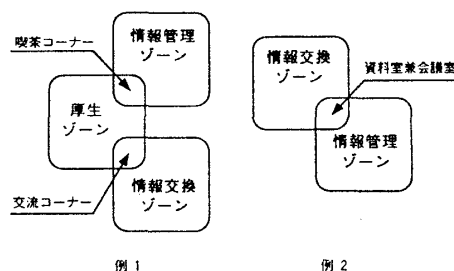 喫茶コーナー
情報管理
ゾーン
厚生
ゾーン
交流コーナー
情報交換
ゾーン
例1
情報交換
ゾーン
資料室兼会議室
情報管理
ゾーン
例2